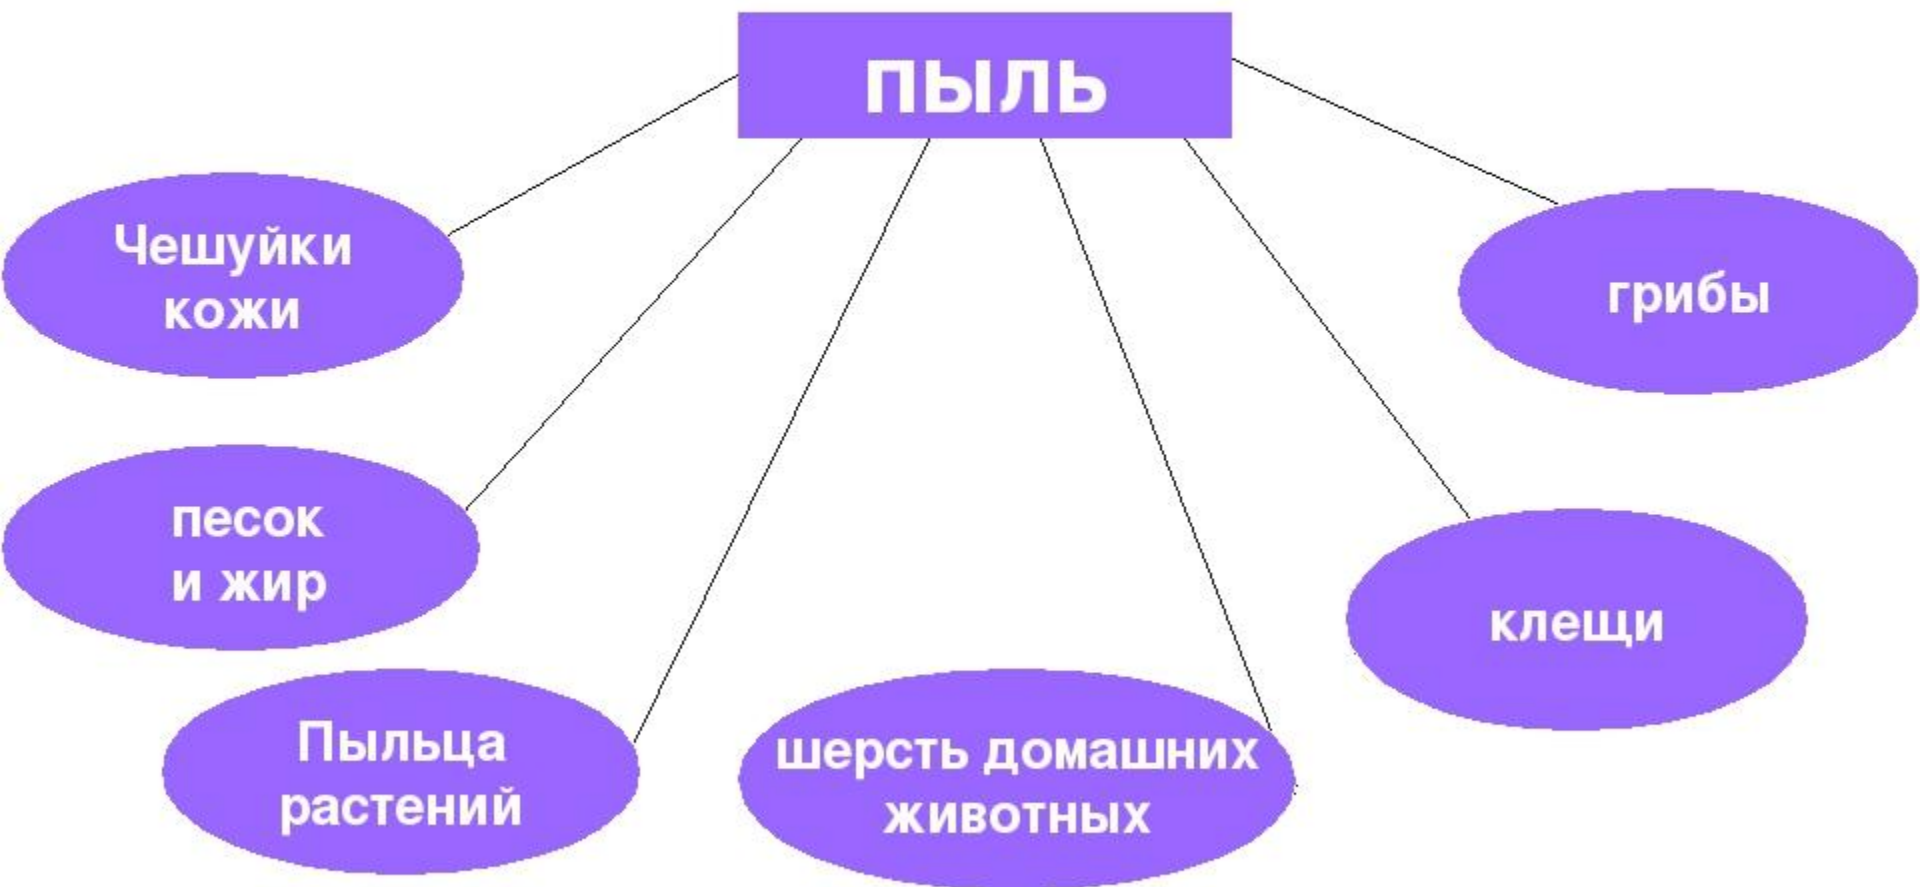 пыль
Чешуйки
кожи
песок
и жир
Пыльца
растений
шерсть домашних
животных
клещи
грибы